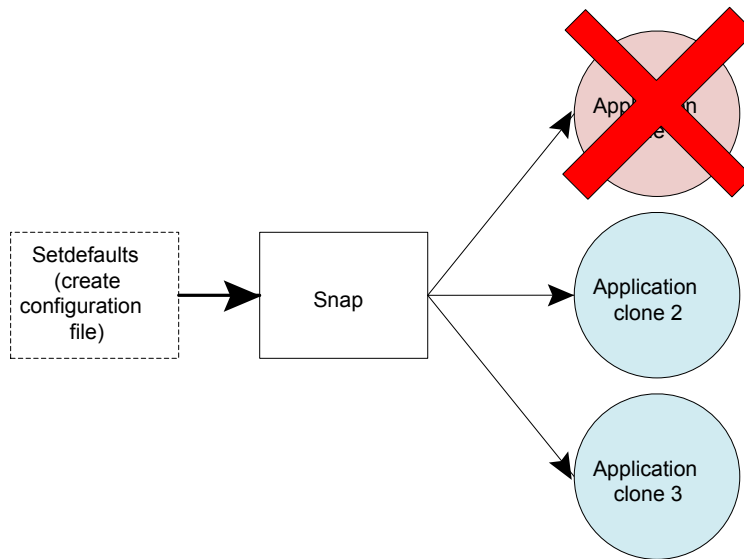 Setdefaults
(create
configuration
file)
Snap
Application
clone 2
Application
clone 3